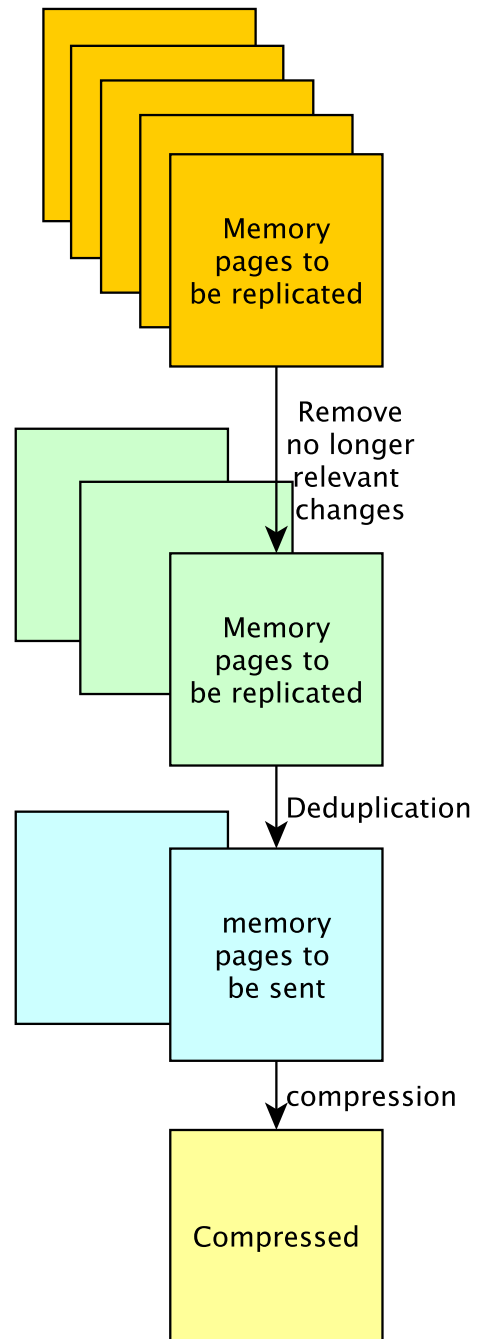 Memory
pages to
be replicated
Remove
no longer
relevant
changes
Memory
pages to
be replicated
Deduplication
memory
pages to
be sent
compression
Compressed